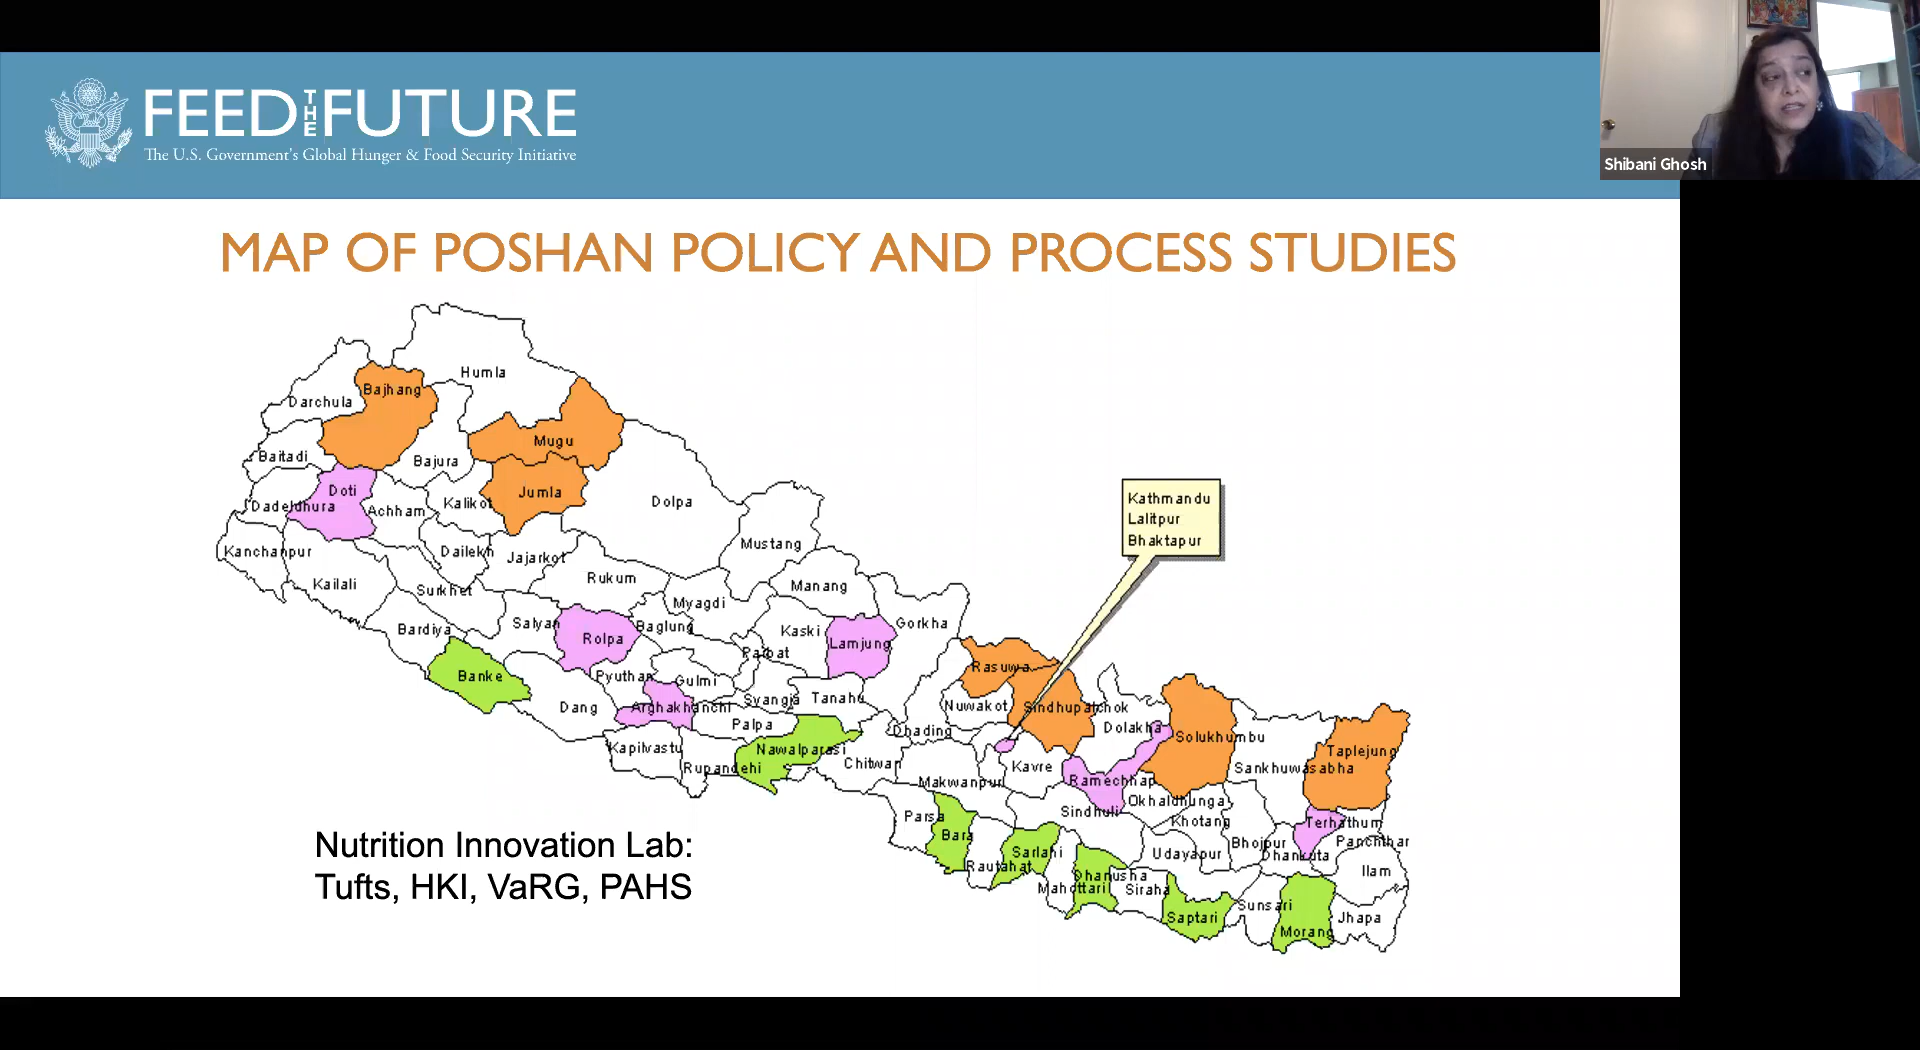 FEED THE FUTURE
The U.S. Government's Global Hunger & Food Security Initiative
Shibani Ghosh
MAP OF POSHAN POLICY AND PROCESS STUDIES
Humla
Bajhang
Darchula
Mugu
Baitadi
Bajura
Doti
Jumla
Dadeldhura
Achham
Kalikot
Dolpa
Kathmandu
Lalitpur
Bhaktapur
Kanchanpur
Dailekh
Jajarkot
Mustang
Kailali
Surkhet
Rukum
Manang
Myagdi
Bardiya
Salyan
Rolpa
Baglung
Kaski
Lamjung
Gorkha
Parbat
Banke
Pyuthan
Gulmi
Syangja
Tanahu
Rasuwa
Dang
Arghakhanchi
Palpa
Nuwakot
Sindhupalchok
Kapilvastu
Nawalparasi
Dhading
Dolakha
Solukhumbu
Taplejung
Rupandehi
Chitwan
Makwanpur
Kavre
Ramechhap
Sankhuwasabha
Parsa
Bara
Sindhuli
Okhaldhunga
Khotang
Terhathum
Rautahat
Sarlahi
Udayapur
Bhojpur
Dhankuta
Panchthar
Mahottari
Dhanusha
Siraha
Ilam
Saptari
Sunsari
Morang
Jhapa
Nutrition Innovation Lab:
Tufts, HKI, VaRG, PAHS